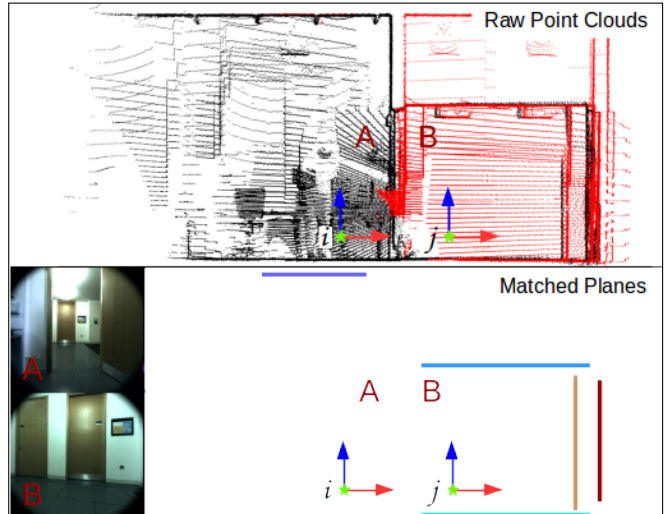 Raw Point Clouds
A B
i j
Matched Planes
A
A B
B
i j